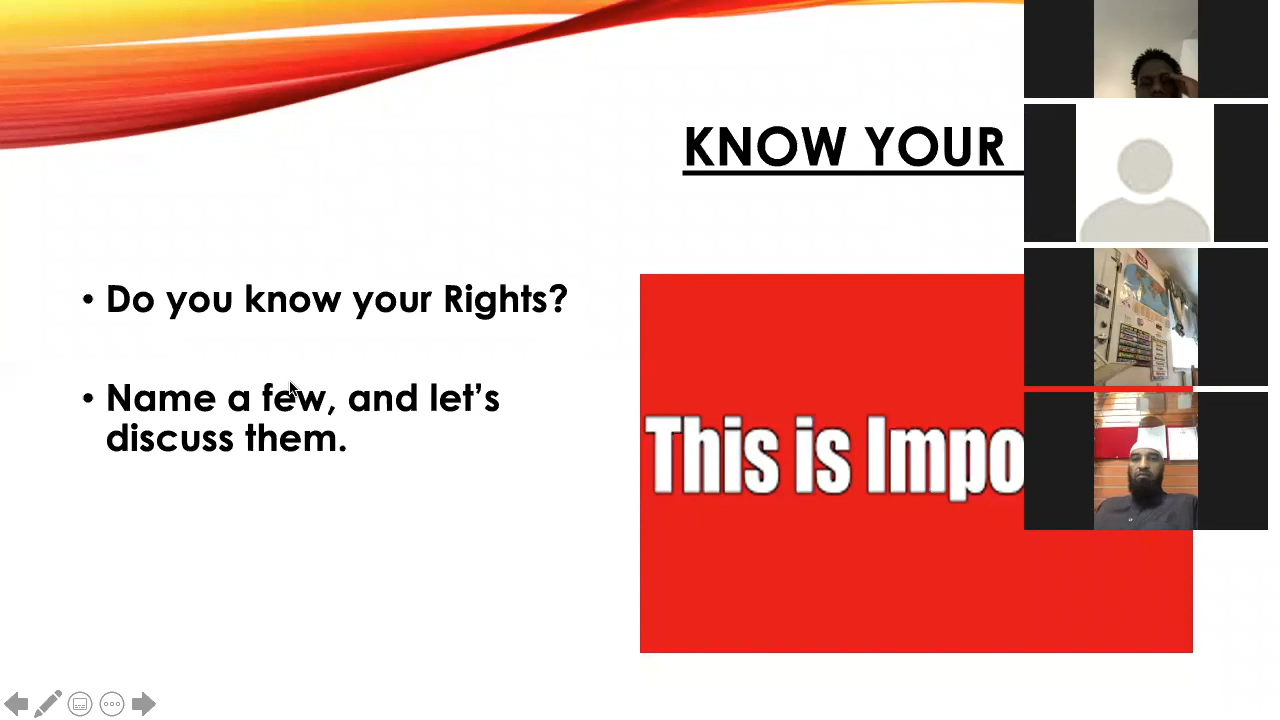 KNOW YOUR
• Do you know your Rights?
• Name a few, and let's
discuss them.
This is Impo